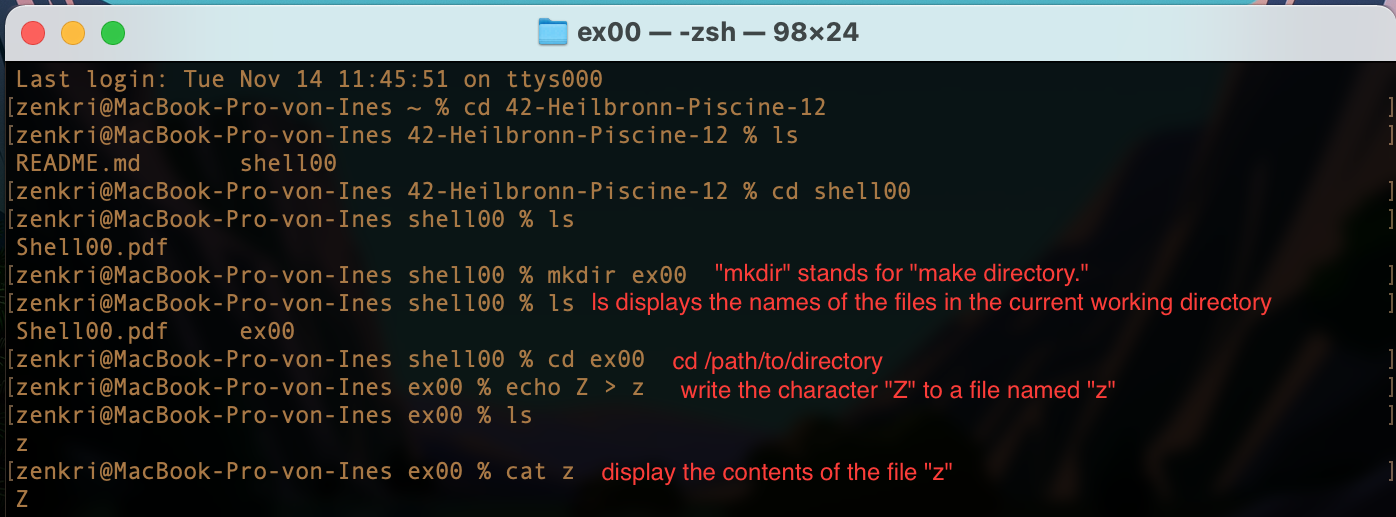 ex00 — -zsh — 98×24
Last login: Tue Nov 14 11:45:51 on ttys000
[zenkri@MacBook-Pro-von-Ines ~ % cd 42-Heilbronn-Piscine-12 ]
[zenkri@MacBook-Pro-von-Ines 42-Heilbronn-Piscine-12 % ls ]
README.md shell00
[zenkri@MacBook-Pro-von-Ines 42-Heilbronn-Piscine-12 % cd shell00 ]
[zenkri@MacBook-Pro-von-Ines shell00 % ls ]
Shell00.pdf
[zenkri@MacBook-Pro-von-Ines shell00 % mkdir ex00 "mkdir" stands for "make directory." ]
[zenkri@MacBook-Pro-von-Ines shell00 % ls ls displays the names of the files in the current working directory ]
Shell00.pdf ex00
[zenkri@MacBook-Pro-von-Ines shell00 % cd ex00 cd /path/to/directory ]
[zenkri@MacBook-Pro-von-Ines ex00 % echo Z > z write the character "Z" to a file named "z" ]
[zenkri@MacBook-Pro-von-Ines ex00 % ls ]
z
[zenkri@MacBook-Pro-von-Ines ex00 % cat z display the contents of the file "z" ]
Z